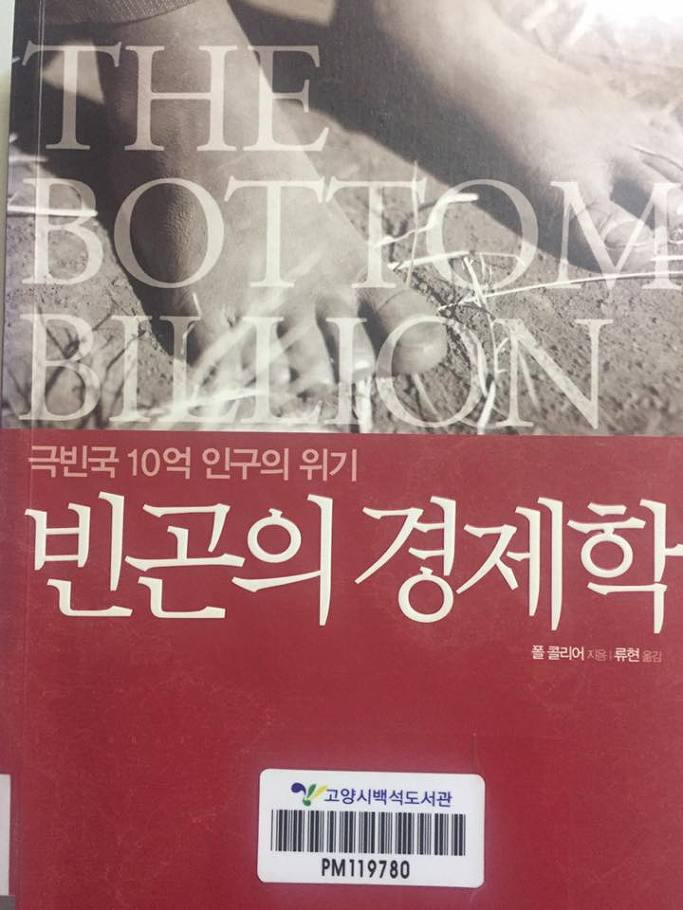 THE
BOTTOM
BILLION
극빈국 10억 인구의 위기
빈곤의 경제학
폴 콜리어 지음 | 류현 옮김
고양시백석도서관
PM119780